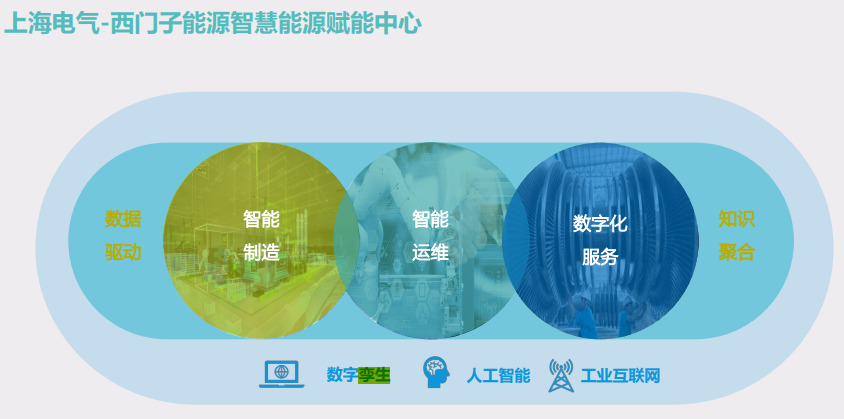 上海电气-西门子能源智慧能源赋能中心
数据
驱动
智能
制造
智能
运维
数字化
服务
知识
聚合
数字孪生
人工智能
工业互联网